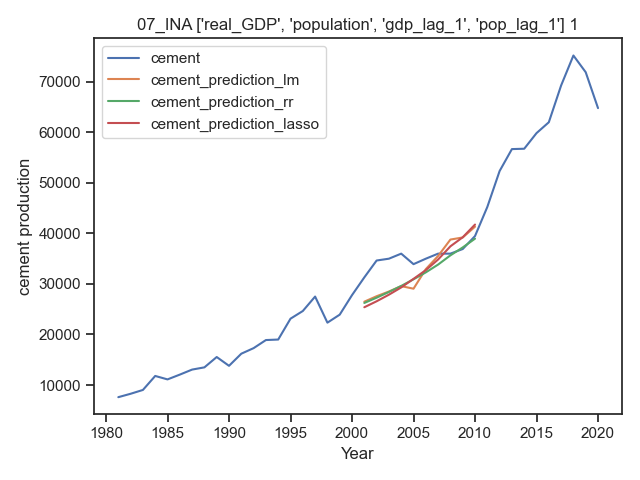 07_INA ['real_GDP', 'population', 'gdp_lag_1', 'pop_lag_1'] 1
cement
cement_prediction_lm
cement_prediction_rr
cement_prediction_lasso
cement production
70000
60000
50000
40000
30000
20000
10000
1980 1985 1990 1995 2000 2005 2010 2015 2020
Year